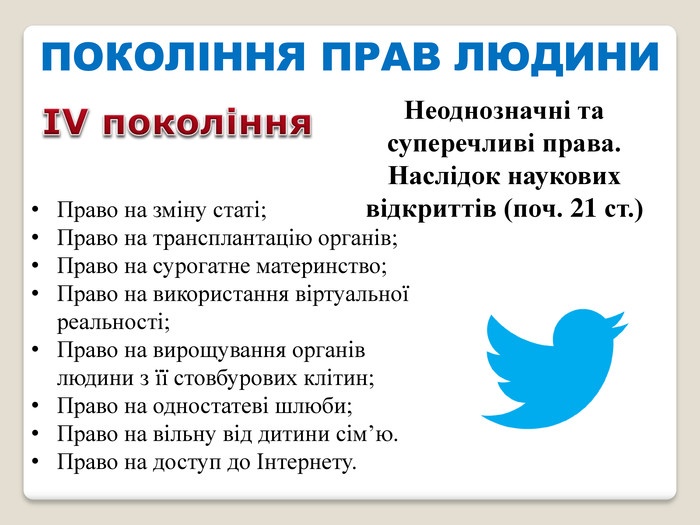 ПОКОЛІННЯ ПРАВ ЛЮДИНИ
IV покоління
Неоднозначні та
суперечливі права.
Наслідок наукових
відкриттів (поч. 21 ст.)
• Право на зміну статі;
• Право на трансплантацію органів;
• Право на сурогатне материнство;
• Право на використання віртуальної
реальності;
• Право на вирощування органів
людини з її стовбурових клітин;
• Право на одностатеві шлюби;
• Право на вільну від дитини сім’ю.
• Право на доступ до Інтернету.